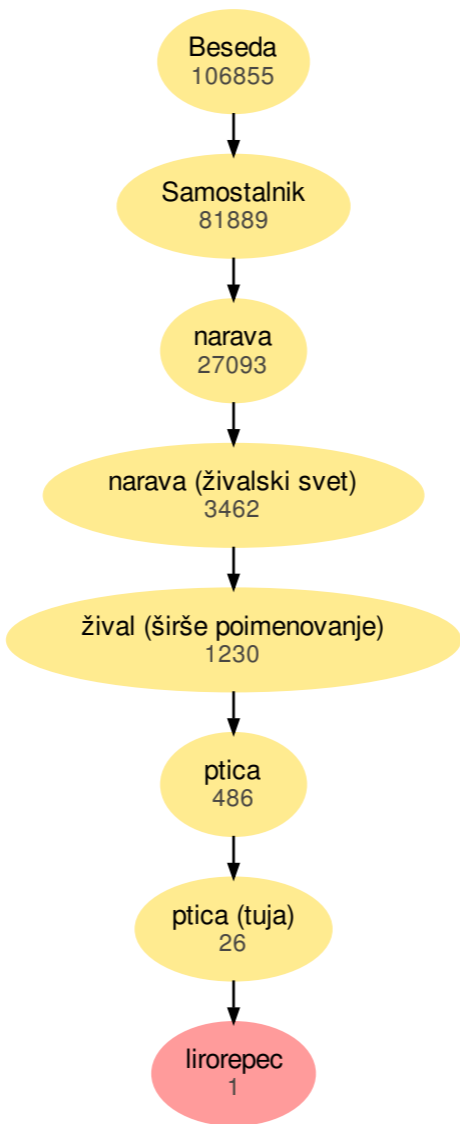 Beseda
106855
Samostalnik
81889
narava
27093
narava (živalski svet)
3462
žival (širše poimenovanje)
1230
ptica
486
ptica (tuja)
26
lirorepec
1